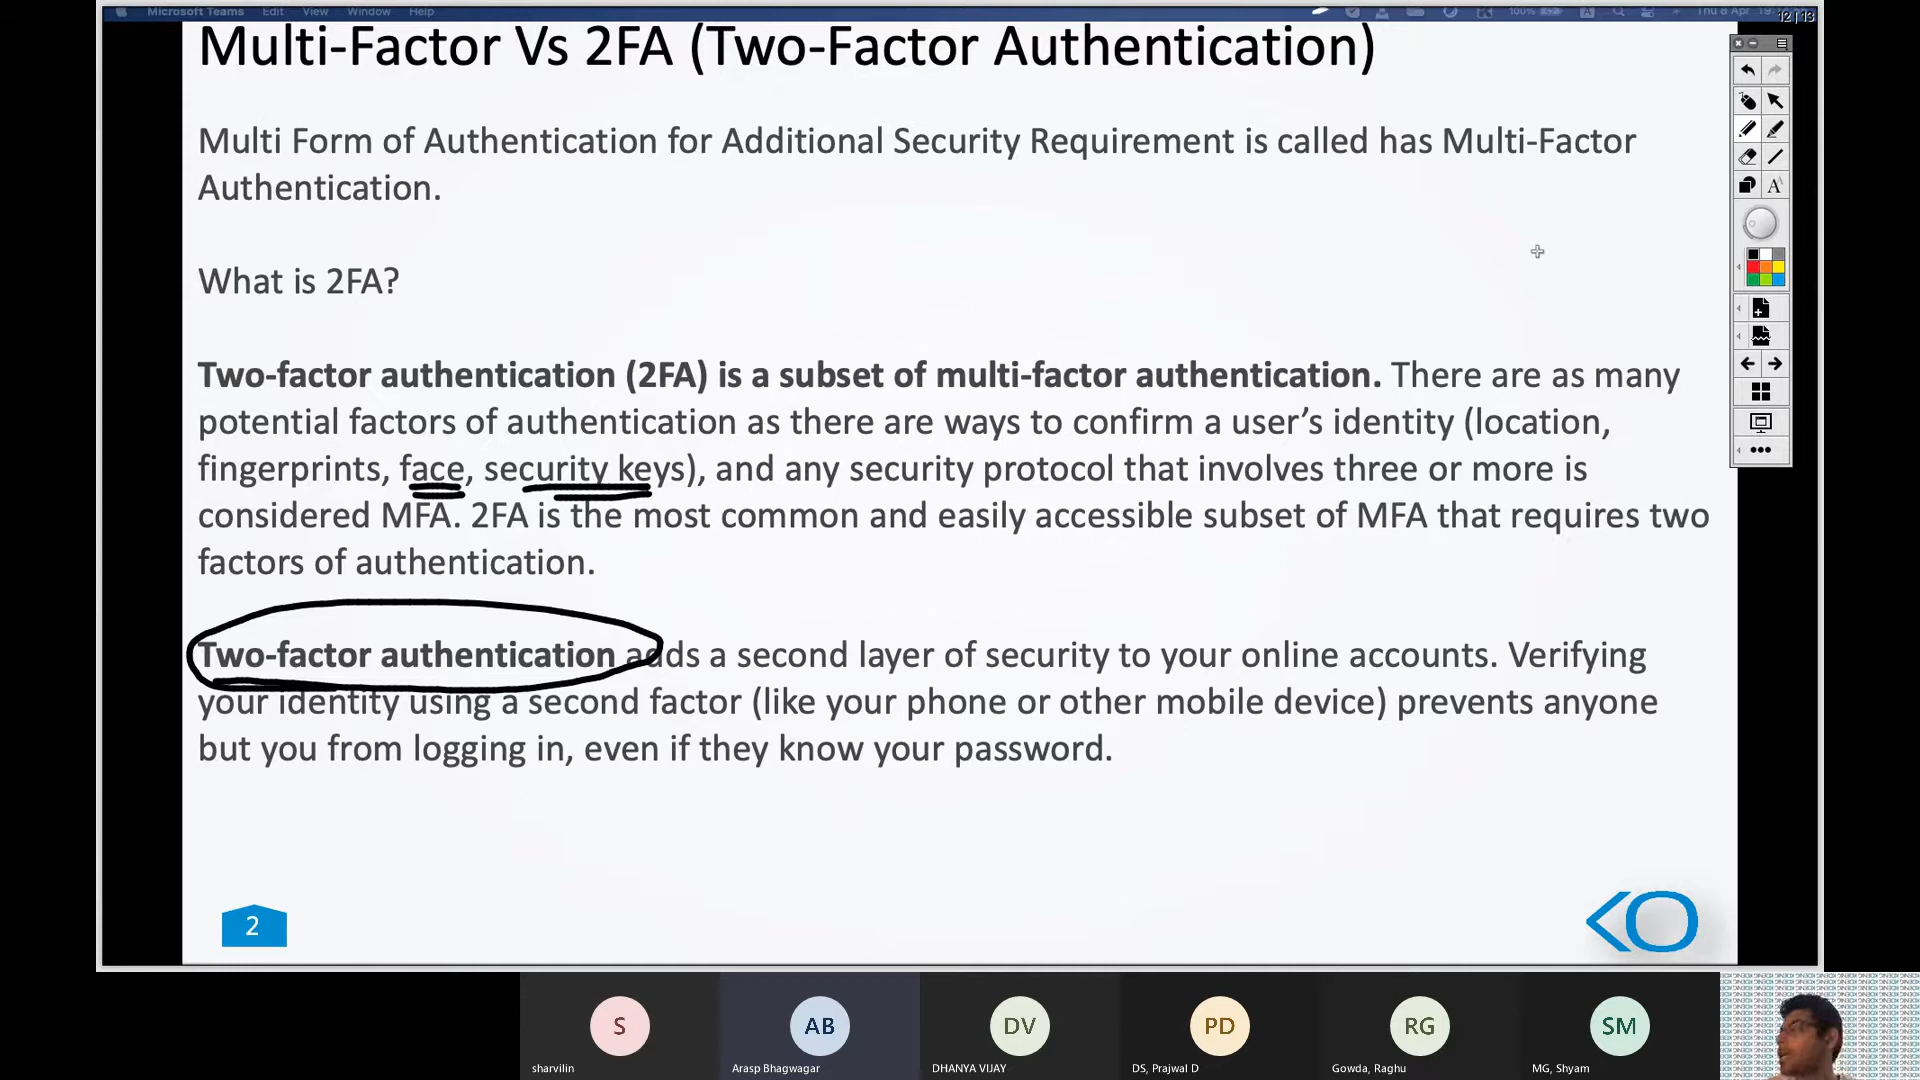 Microsoft Teams Edit View Window Help 100% Thu 8 Apr
12 / 13
Multi-Factor Vs 2FA (Two-Factor Authentication)
Multi Form of Authentication for Additional Security Requirement is called has Multi-Factor
Authentication.
What is 2FA?
Two-factor authentication (2FA) is a subset of multi-factor authentication. There are as many
potential factors of authentication as there are ways to confirm a user’s identity (location,
fingerprints, face, security keys), and any security protocol that involves three or more is
considered MFA. 2FA is the most common and easily accessible subset of MFA that requires two
factors of authentication.
Two-factor authentication adds a second layer of security to your online accounts. Verifying
your identity using a second factor (like your phone or other mobile device) prevents anyone
but you from logging in, even if they know your password.
2
S AB DV PD RG SM
sharvilin Arasp Bhagwagar DHANYA VIJAY DS, Prajwal D Gowda, Raghu MG, Shyam